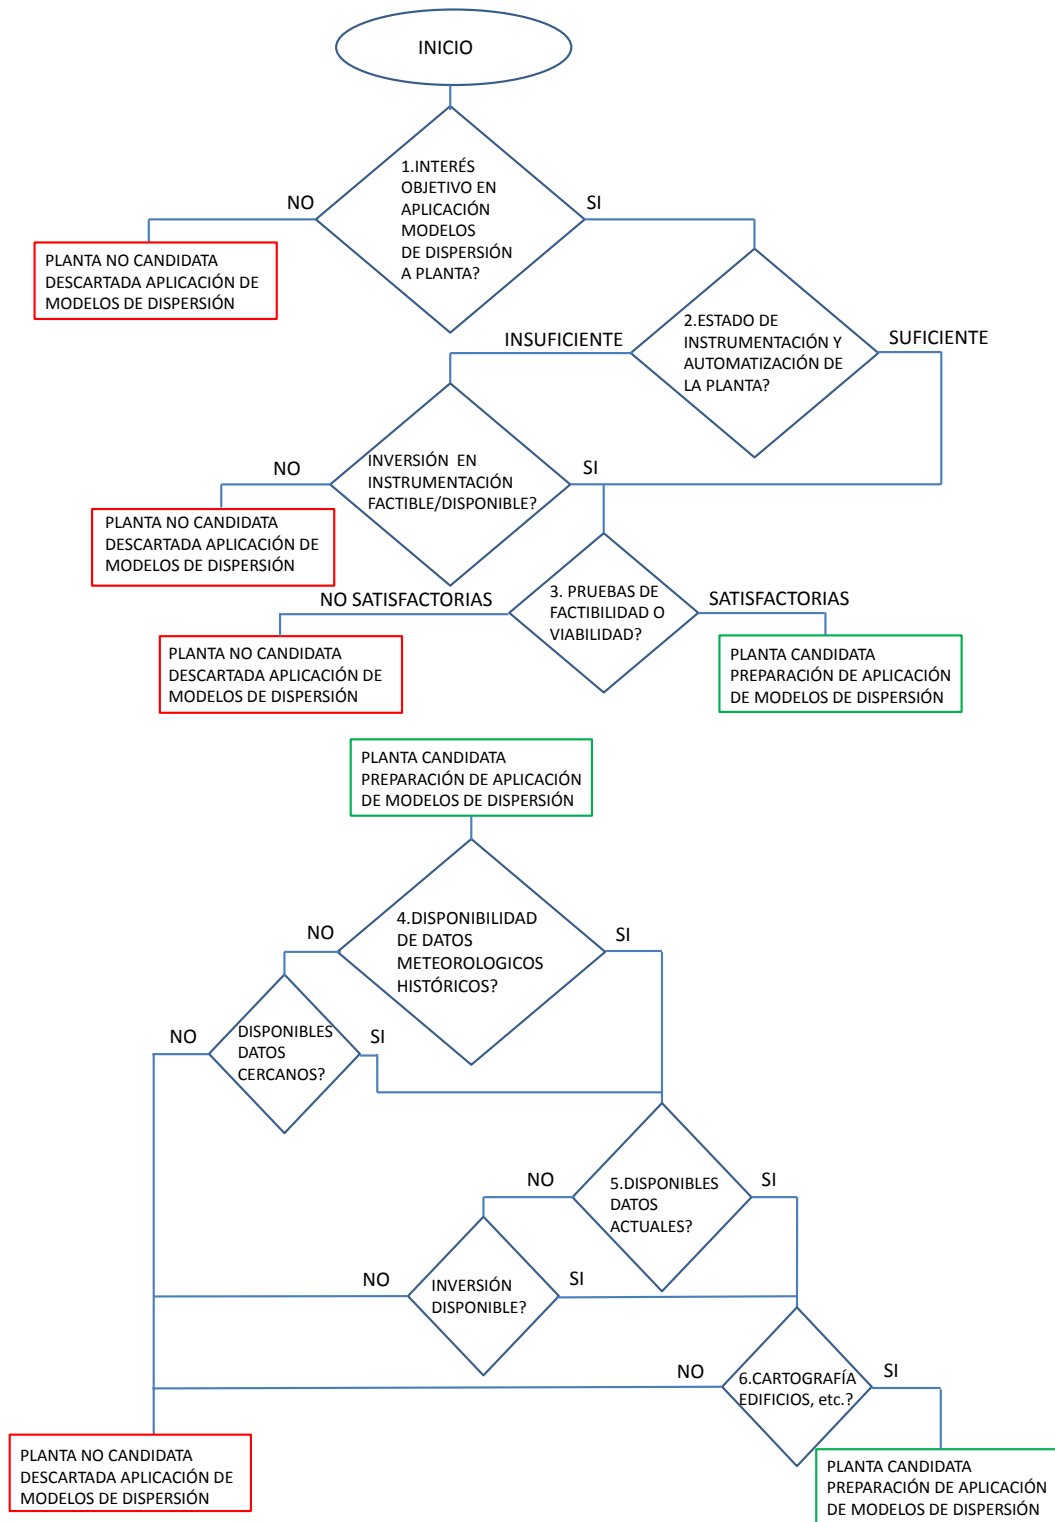 INICIO
1.INTERÉS
OBJETIVO EN
APLICACIÓN
MODELOS
DE DISPERSIÓN
A PLANTA?
NO
SI
PLANTA NO CANDIDATA
DESCARTADA APLICACIÓN DE
MODELOS DE DISPERSIÓN
2.ESTADO DE
INSTRUMENTACIÓN Y
AUTOMATIZACIÓN DE
LA PLANTA?
INSUFICIENTE
SUFICIENTE
INVERSIÓN EN
INSTRUMENTACIÓN
FACTIBLE/DISPONIBLE?
NO
SI
PLANTA NO CANDIDATA
DESCARTADA APLICACIÓN DE
MODELOS DE DISPERSIÓN
3. PRUEBAS DE
FACTIBILIDAD O
VIABILIDAD?
NO SATISFACTORIAS
SATISFACTORIAS
PLANTA NO CANDIDATA
DESCARTADA APLICACIÓN DE
MODELOS DE DISPERSIÓN
PLANTA CANDIDATA
PREPARACIÓN DE APLICACIÓN
DE MODELOS DE DISPERSIÓN
PLANTA CANDIDATA
PREPARACIÓN DE APLICACIÓN
DE MODELOS DE DISPERSIÓN
4.DISPONIBILIDAD
DE DATOS
METEOROLOGICOS
HISTÓRICOS?
NO
SI
DISPONIBLES
DATOS
CERCANOS?
NO
SI
5.DISPONIBLES
DATOS
ACTUALES?
NO
SI
INVERSIÓN
DISPONIBLE?
NO
SI
6.CARTOGRAFÍA
EDIFICIOS, etc.?
NO
SI
PLANTA NO CANDIDATA
DESCARTADA APLICACIÓN DE
MODELOS DE DISPERSIÓN
PLANTA CANDIDATA
PREPARACIÓN DE APLICACIÓN
DE MODELOS DE DISPERSIÓN